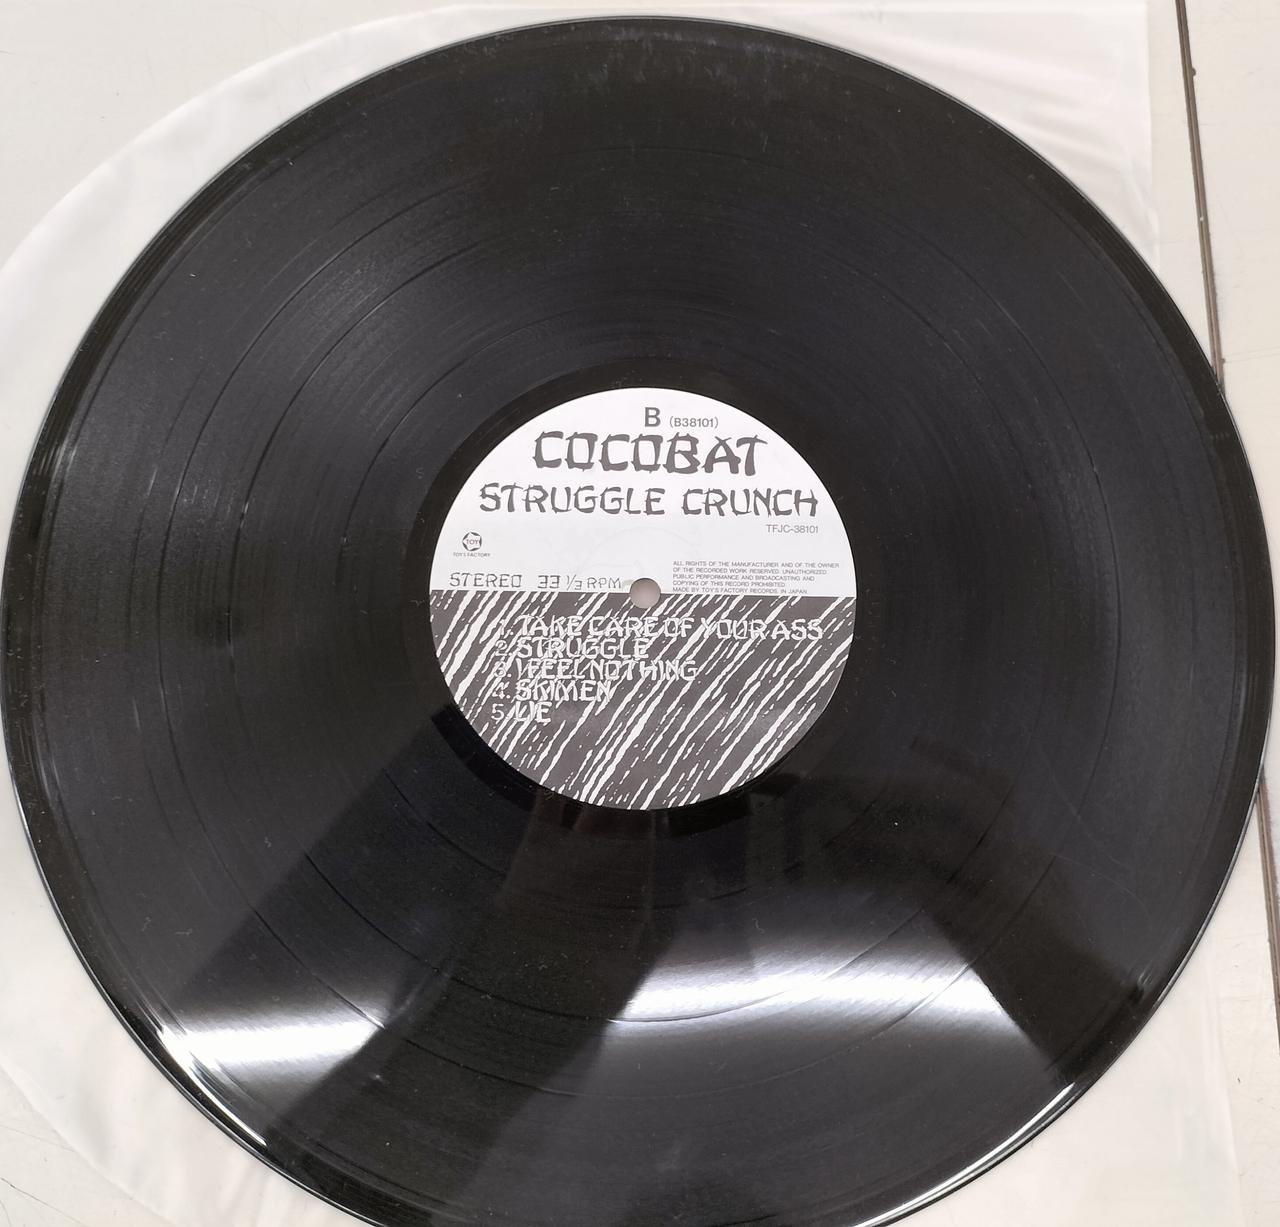 B (B38101)
COCOBAT
STRUGGLE CRUNCH
TFJC-38101
TOY'S FACTORY
STEREO 33 1/3 RPM
ALL RIGHTS OF THE MANUFACTURER AND OF THE OWNER
OF THE RECORDED WORK RESERVED. UNAUTHORIZED
PUBLIC PERFORMANCE AND BROADCASTING AND
COPYING OF THIS RECORD PROHIBITED.
MADE BY TOY'S FACTORY RECORDS. IN JAPAN
1. TAKE CARE OF YOUR ASS
2. STRUGGLE
3. I FEEL NOTHING
4. SKIMEN
5. LIE